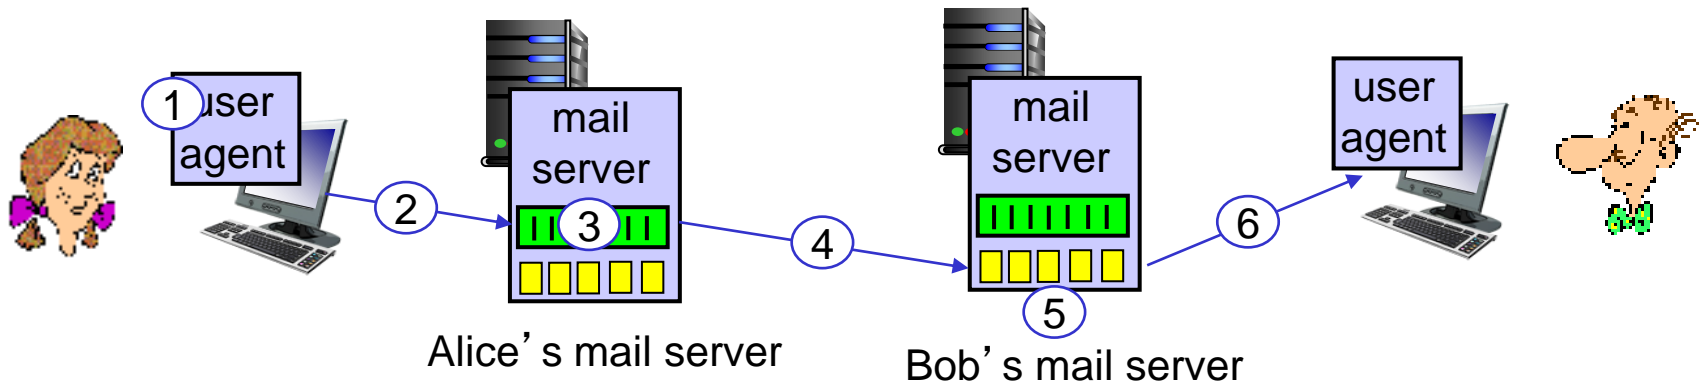 1
user
agent
2
mail
server
3
Alice’s mail server
4
mail
server
5
Bob’s mail server
6
user
agent